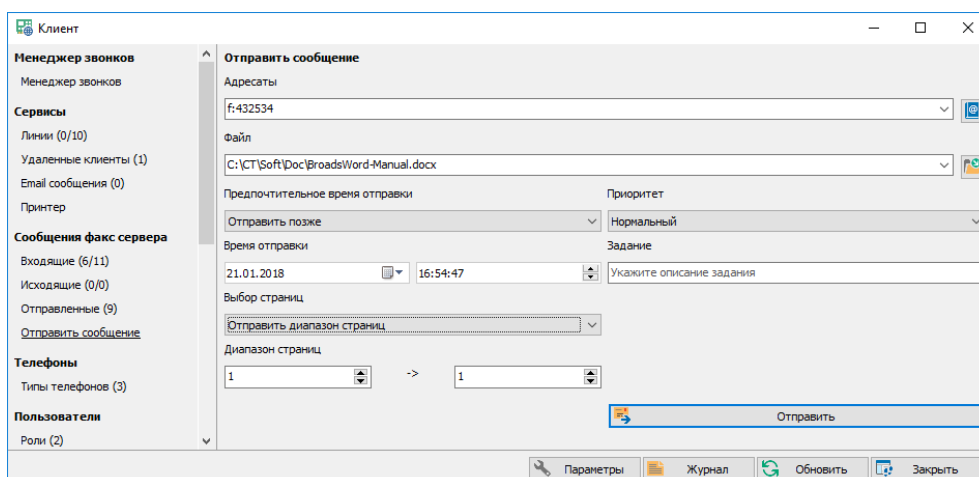 Клиент
Менеджер звонков
Менеджер звонков
Сервисы
Линии (0/10)
Удаленные клиенты (1)
Email сообщения (0)
Принтер
Сообщения факс сервера
Входящие (6/11)
Исходящие (0/0)
Отправленные (9)
Отправить сообщение
Телефоны
Типы телефонов (3)
Пользователи
Роли (2)
Отправить сообщение
Адресаты
f:432534
Файл
C:\CT\Soft\Doc\BroadsWord-Manual.docx
Предпочтительное время отправки Приоритет
Отправить позже Нормальный
Время отправки Задание
21.01.2018 16:54:47 Укажите описание задания
Выбор страниц
Отправить диапазон страниц
Диапазон страниц
1 -> 1
Отправить
Параметры Журнал Обновить Закрыть